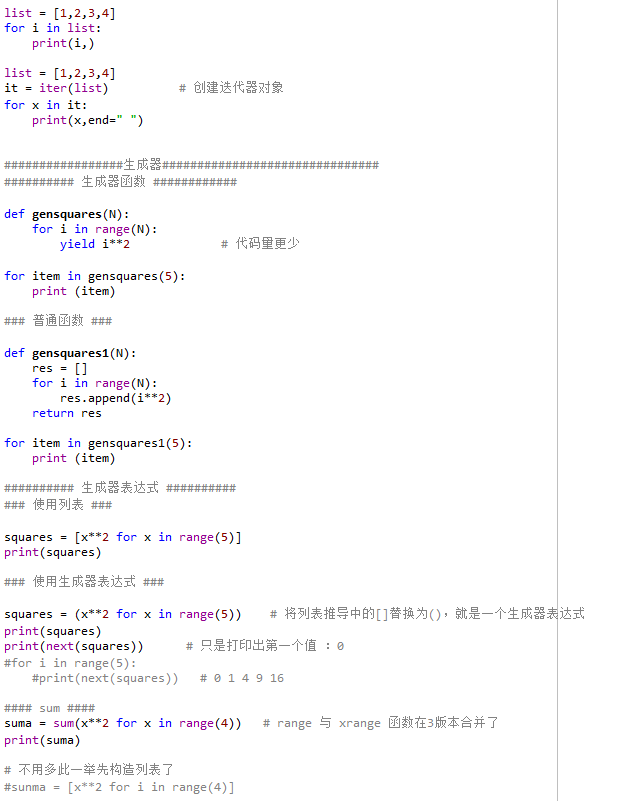 list = [1,2,3,4]
for i in list:
    print(i,)
list = [1,2,3,4]
it = iter(list)          # 创建迭代器对象
for x in it:
    print(x,end=" ")
#################生成器###############################
########## 生成器函数 ############
def gensquares(N):
    for i in range(N):
        yield i**2             # 代码量更少
for item in gensquares(5):
    print (item)
### 普通函数 ###
def gensquares1(N):
    res = []
    for i in range(N):
        res.append(i**2)
    return res
for item in gensquares1(5):
    print (item)
########## 生成器表达式 ##########
### 使用列表 ###
squares = [x**2 for x in range(5)]
print(squares)
### 使用生成器表达式 ###
squares = (x**2 for x in range(5))    # 将列表推导中的[]替换为(),就是一个生成器表达式
print(squares)
print(next(squares))      # 只是打印出第一个值 : 0
#for i in range(5):
    #print(next(squares))   # 0 1 4 9 16
#### sum ####
suma = sum(x**2 for x in range(4))   # range 与 xrange 函数在3版本合并了
print(suma)
# 不用多此一举先构造列表了
#sunma = [x**2 for i in range(4)]